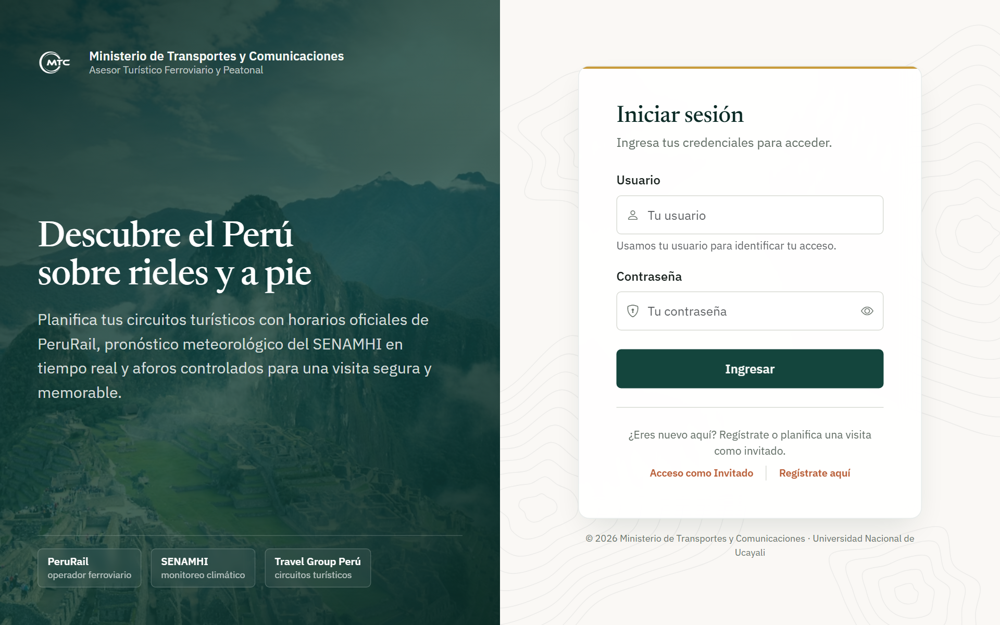 MTC
Ministerio de Transportes y Comunicaciones
Asesor Turístico Ferroviario y Peatonal
Descubre el Perú
sobre rieles y a pie
Planifica tus circuitos turísticos con horarios oficiales de
PeruRail, pronóstico meteorológico del SENAMHI en
tiempo real y aforos controlados para una visita segura y
memorable.
PeruRail
operador ferroviario
SENAMHI
monitoreo climático
Travel Group Perú
circuitos turísticos
Iniciar sesión
Ingresa tus credenciales para acceder.
Usuario
Tu usuario
Usamos tu usuario para identificar tu acceso.
Contraseña
Tu contraseña
Ingresar
¿Eres nuevo aquí? Regístrate o planifica una visita
como invitado.
Acceso como Invitado
Regístrate aquí
© 2026 Ministerio de Transportes y Comunicaciones · Universidad Nacional de
Ucayali